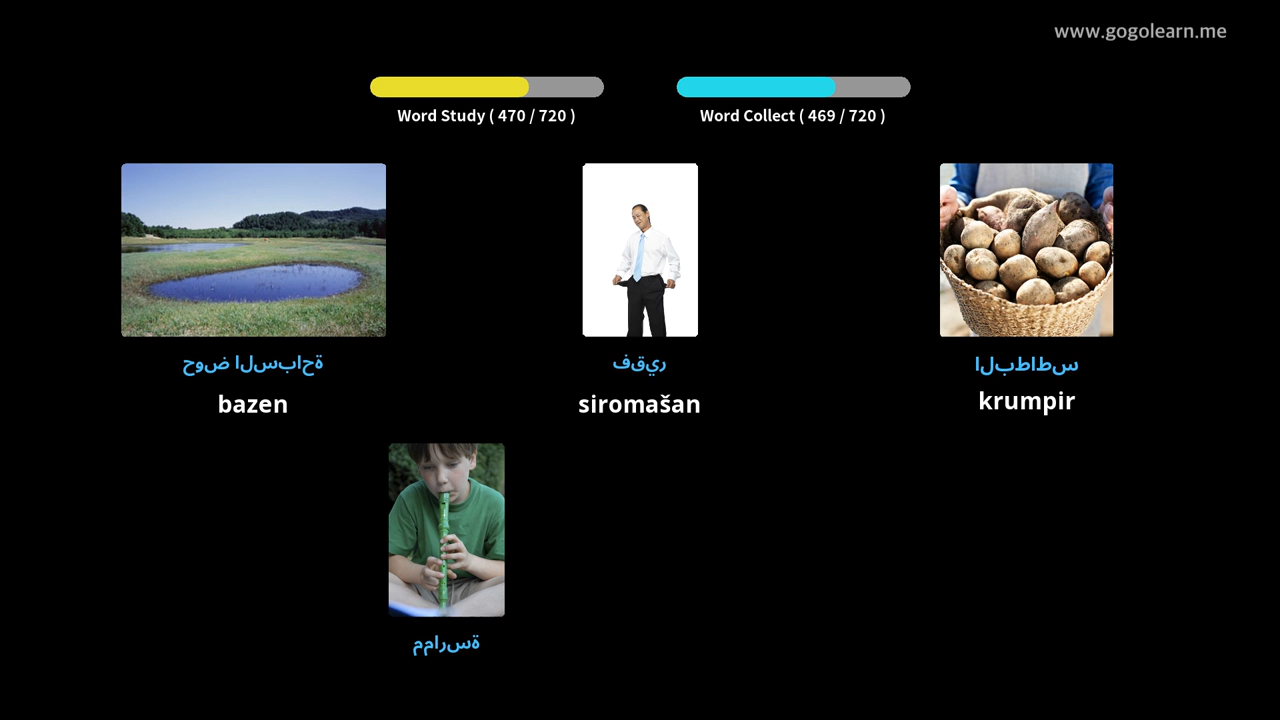 www.gogolearn.me
Word Study ( 470 / 720 )
Word Collect ( 469 / 720 )
حوض السباحة
فقير
البطاطس
bazen
siromašan
krumpir
ممارسة